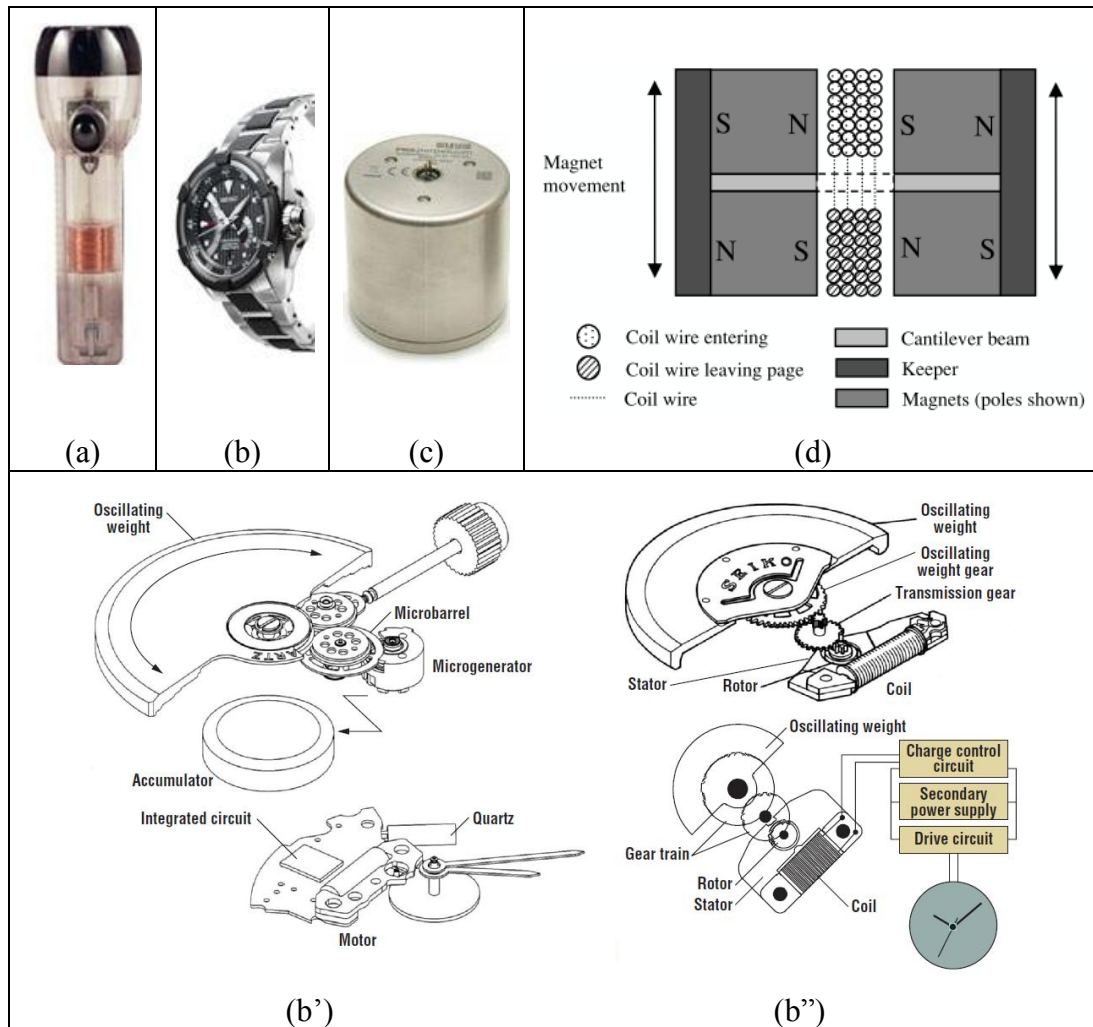 (a)
(b)
(c)
Magnet
movement
S
N
S
N
N
S
N
S
Coil wire entering
Coil wire leaving page
Coil wire
Cantilever beam
Keeper
Magnets (poles shown)
(d)
Oscillating
weight
Microbarrel
Microgenerator
Accumulator
Integrated circuit
Quartz
Motor
(b’)
Oscillating
weight
Oscillating
weight gear
Transmission gear
SEIKO
Stator
Rotor
Coil
Oscillating weight
Charge control
circuit
Secondary
power supply
Drive circuit
Gear train
Rotor
Stator
Coil
(b”)